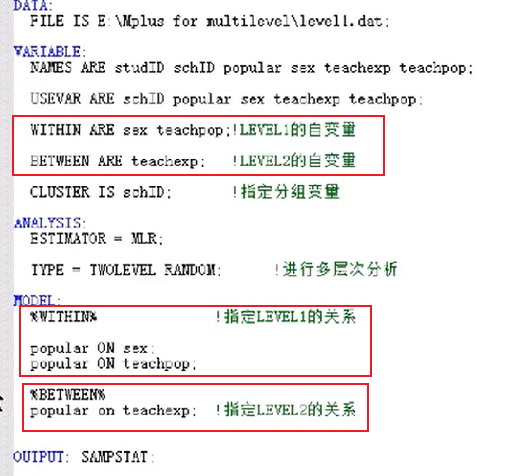 DATA:
FILE IS E:\Mplus for multilevel\level1.dat;
VARIABLE:
NAMES ARE studID schID popular sex teachexp teachpop;
USEVAR ARE schID popular sex teachexp teachpop;
WITHIN ARE sex teachpop;!LEVEL1的自变量
BETWEEN ARE teachexp; !LEVEL2的自变量
CLUSTER IS schID; !指定分组变量
ANALYSIS:
ESTIMATOR = MLR;
TYPE = TWOLEVEL RANDOM; !进行多层次分析
MODEL:
%WITHIN% !指定LEVEL1的关系
popular ON sex;
popular ON teachpop;
%BETWEEN%
popular on teachexp; !指定LEVEL2的关系
OUTPUT: SAMPSTAT;